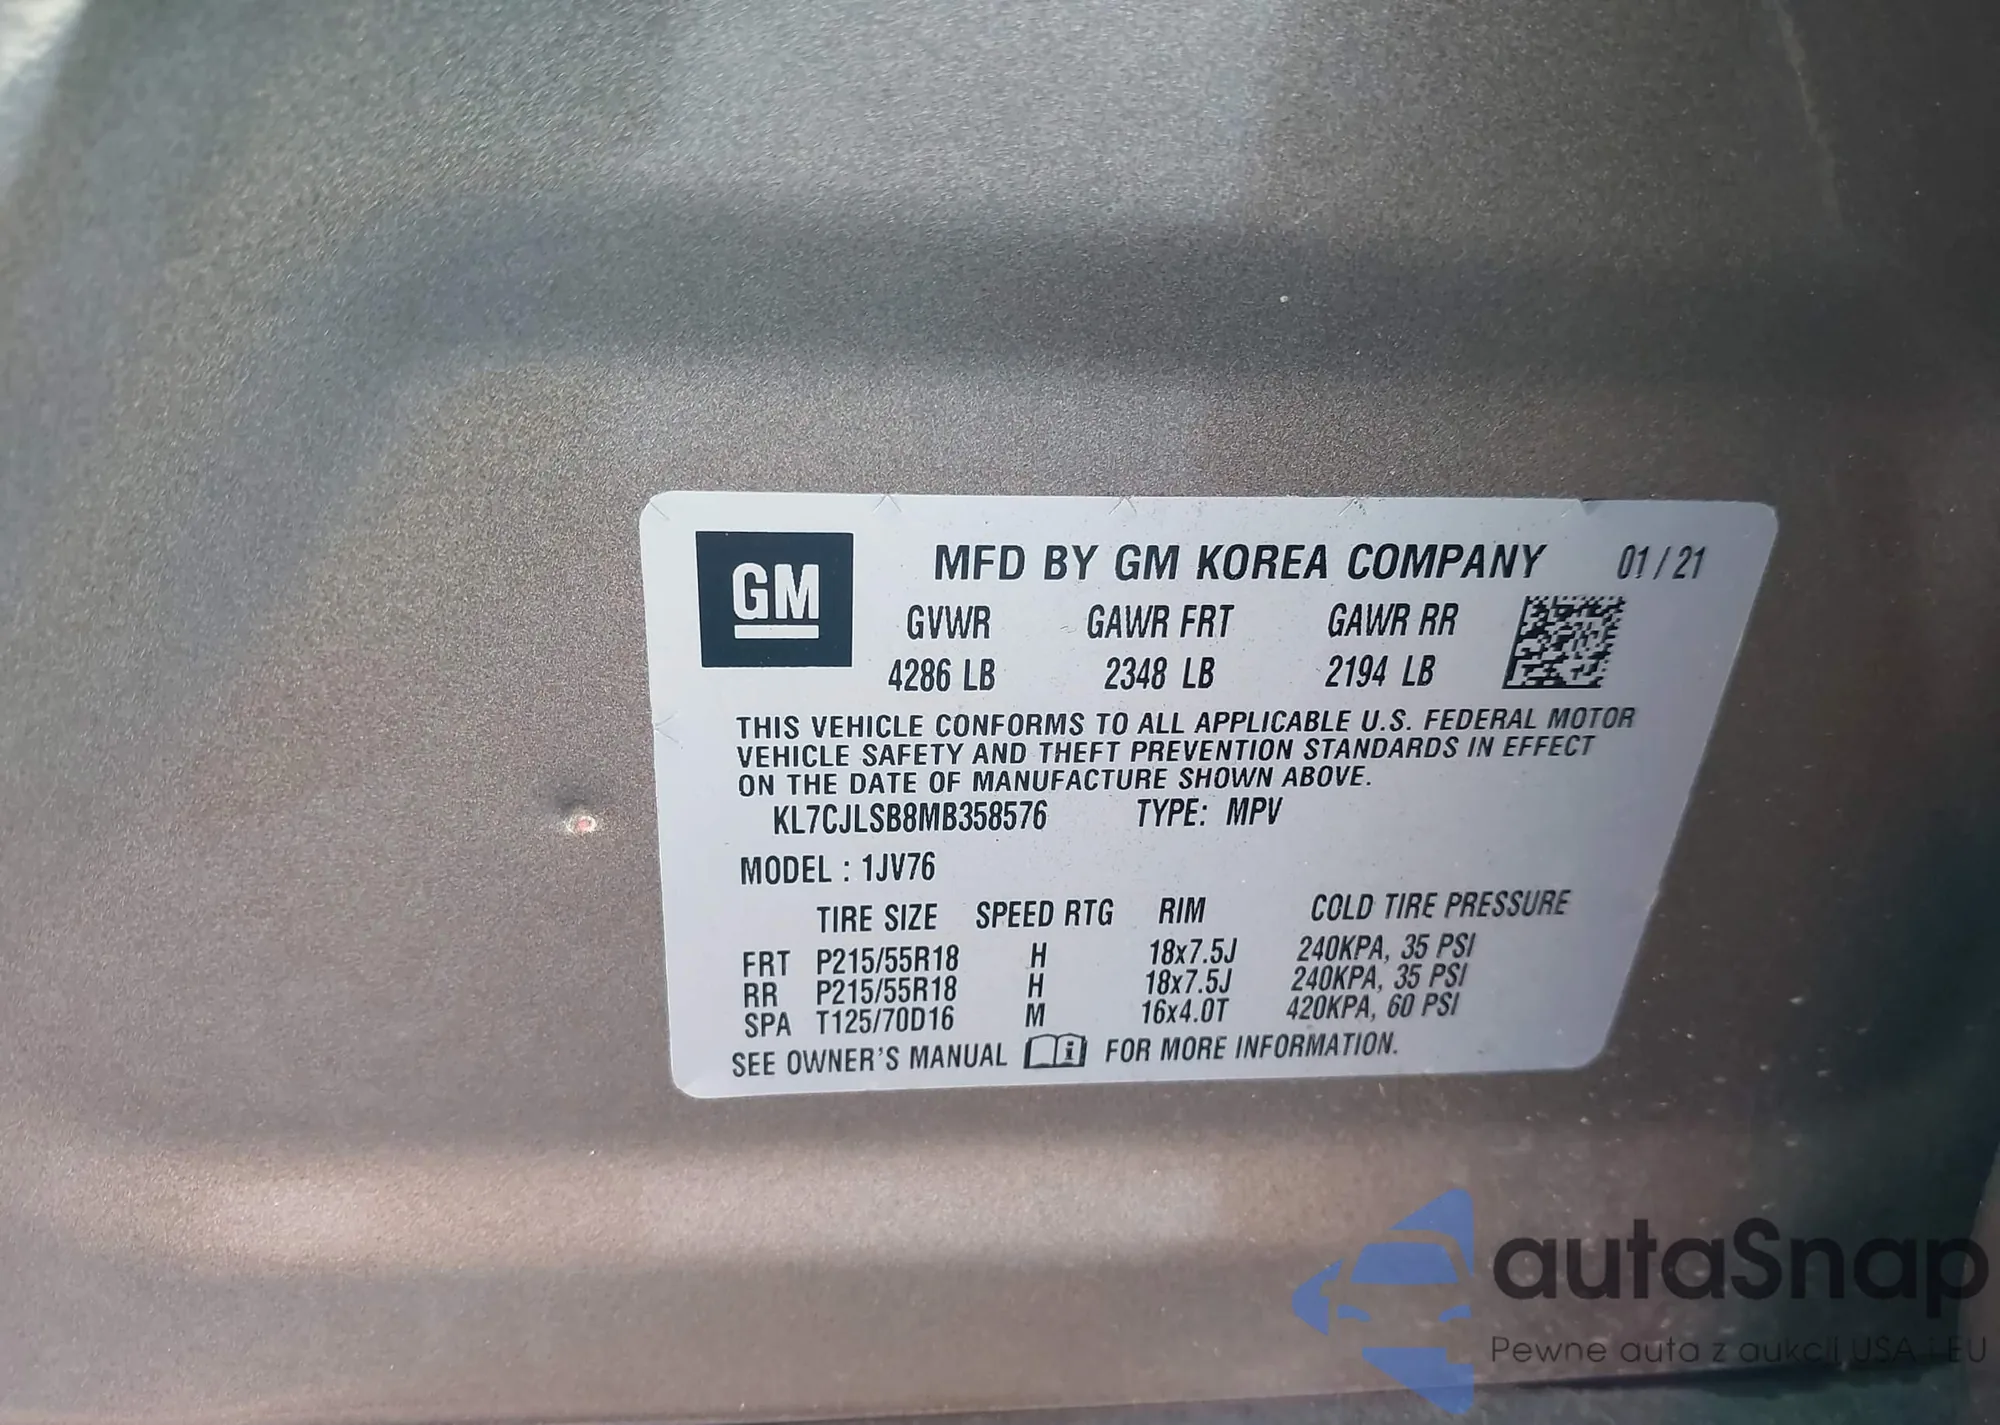 GM
MFD BY GM KOREA COMPANY 01/21
GVWR GAWR FRT GAWR RR
4286 LB 2348 LB 2194 LB
THIS VEHICLE CONFORMS TO ALL APPLICABLE U.S. FEDERAL MOTOR
VEHICLE SAFETY AND THEFT PREVENTION STANDARDS IN EFFECT
ON THE DATE OF MANUFACTURE SHOWN ABOVE.
KL7CJLSB8MB358576 TYPE: MPV
MODEL : 1JV76
TIRE SIZE SPEED RTG RIM COLD TIRE PRESSURE
FRT P215/55R18 H 18x7.5J 240KPA, 35 PSI
RR P215/55R18 H 18x7.5J 240KPA, 35 PSI
SPA T125/70D16 M 16x4.0T 420KPA, 60 PSI
SEE OWNER'S MANUAL FOR MORE INFORMATION.
autaSnap
Pewne auta z aukcji USA i EU